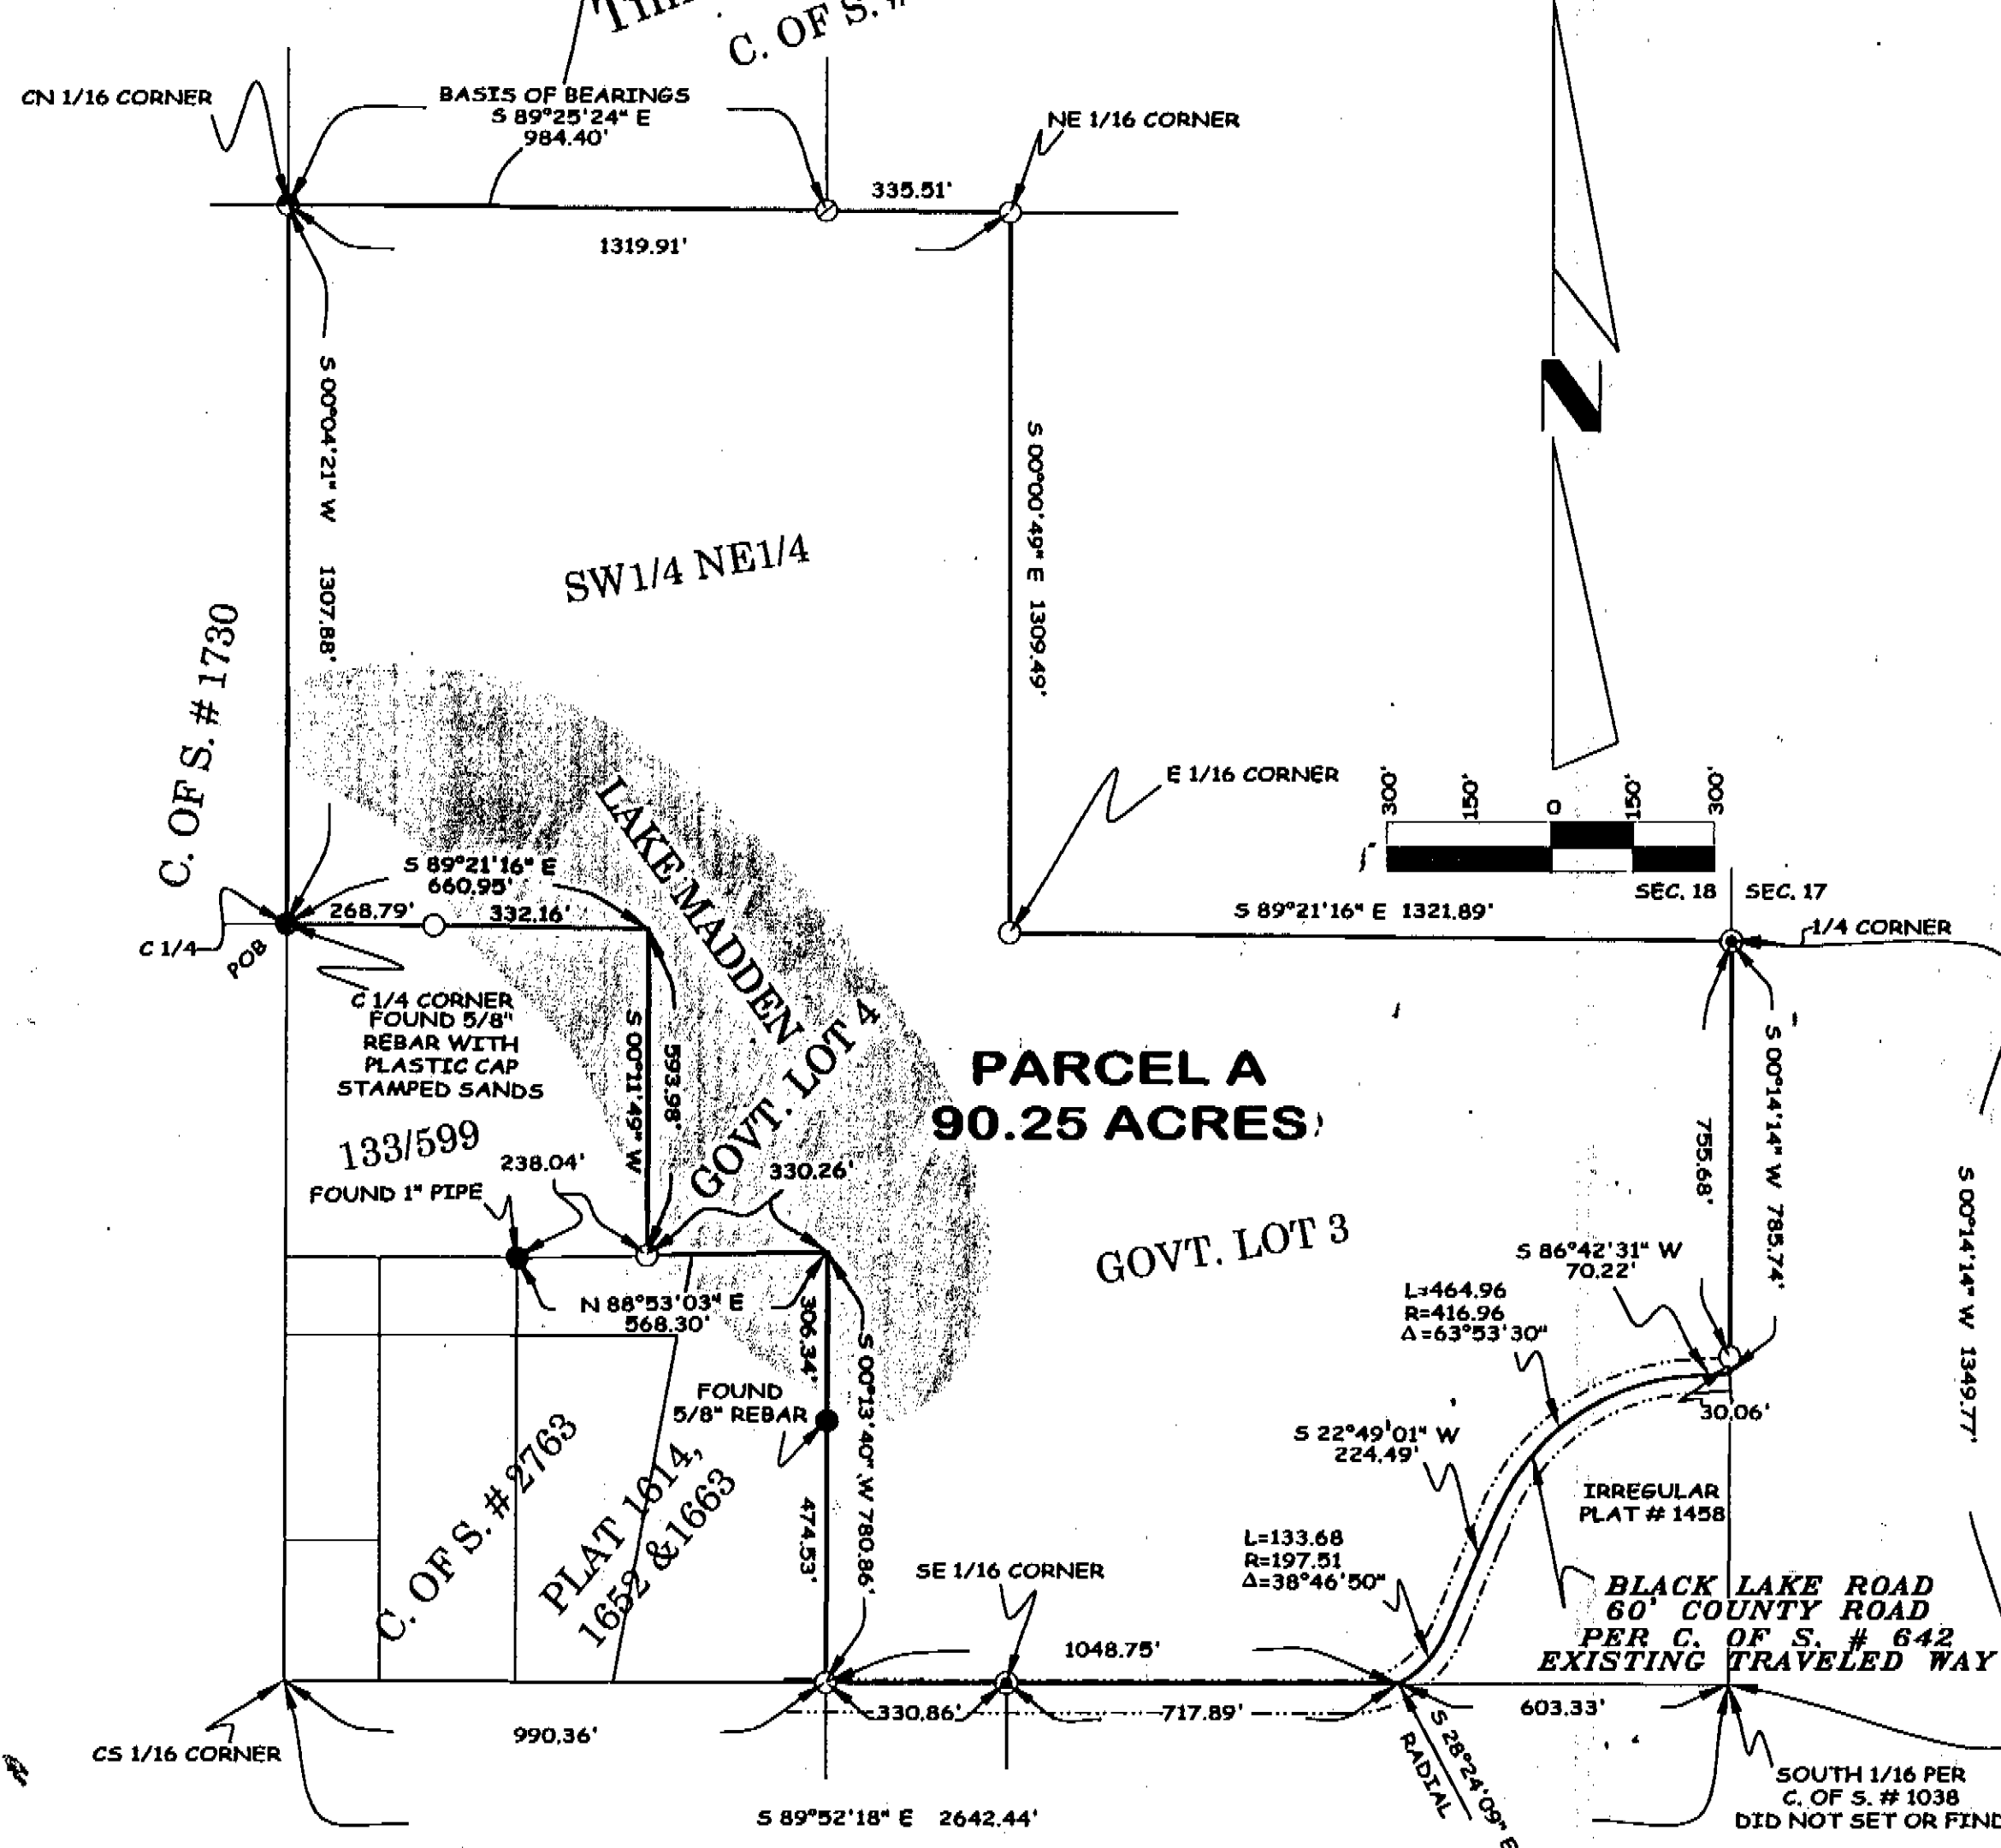 C. OF S. #
CN 1/16 CORNER
BASIS OF BEARINGS
S 89°25'24" E
984.40'
NE 1/16 CORNER
335.51'
1319.91'
S 00°04'21" W 1307.88'
S 00°00'49" E 1309.49'
N
SW1/4 NE1/4
C. OF S. # 1730
E 1/16 CORNER
300' 150' 0 150' 300'
SEC. 18 SEC. 17
LAKE MADDEN
S 89°21'16" E
660.95'
268.79' 332.16'
S 89°21'16" E 1321.89'
1/4 CORNER
C 1/4
POB
C 1/4 CORNER
FOUND 5/8"
REBAR WITH
PLASTIC CAP
STAMPED SANDS
S 00°11'49" W
593.98'
GOVT. LOT 4
PARCEL A
90.25 ACRES
755.68'
S 00°14'14" W 785.74'
S 00°14'14" W 1349.77'
133/599
238.04'
330.26'
FOUND 1" PIPE
GOVT. LOT 3
S 86°42'31" W
70.22'
L=464.96
R=416.96
Δ=63°53'30"
N 88°53'03" E
568.30'
306.34'
S 00°13'40" W 780.86'
FOUND
5/8" REBAR
30.06'
S 22°49'01" W
224.49'
IRREGULAR
PLAT # 1458
C. OF S. # 2763
PLAT 1614,
1652 & 1663
474.53'
L=133.68
R=197.51
Δ=38°46'50"
SE 1/16 CORNER
BLACK LAKE ROAD
60' COUNTY ROAD
PER C. OF S. # 642
EXISTING TRAVELED WAY
1048.75'
330.86' 717.89'
603.33'
990.36'
CS 1/16 CORNER
S 28°24'09" E
RADIAL
SOUTH 1/16 PER
C. OF S. # 1038
DID NOT SET OR FIND
S 89°52'18" E 2642.44'